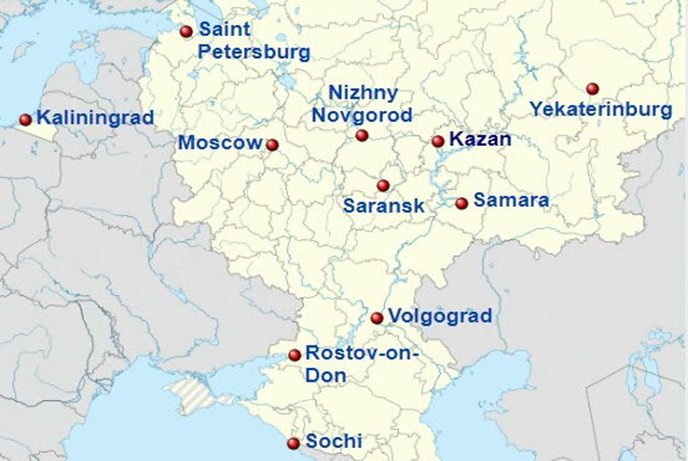 Saint
Petersburg
Nizhny
Novgorod
Yekaterinburg
Kaliningrad
Moscow
Kazan
Saransk
Samara
Volgograd
Rostov-on-
Don
Sochi